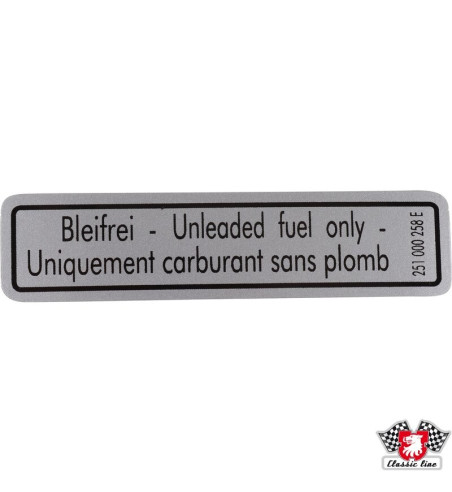 Bleifrei - Unleaded fuel only -
Uniquement carburant sans plomb
251 000 258 E
Classic line